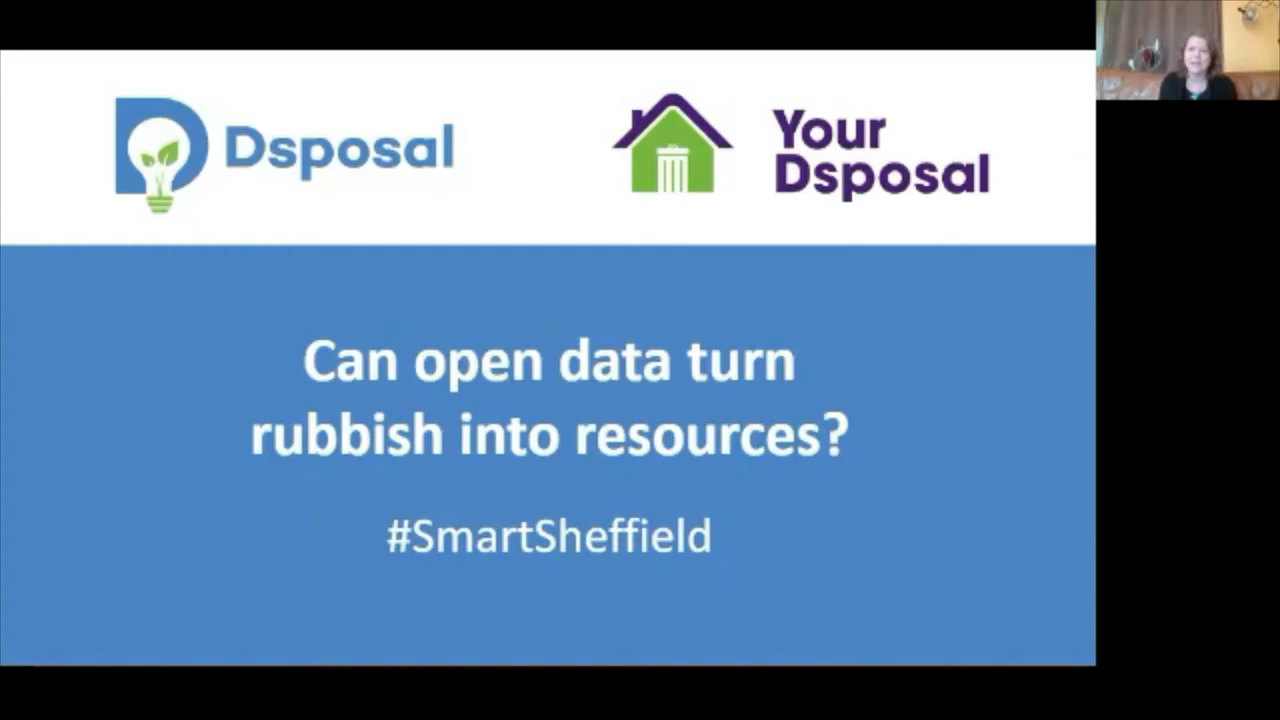 Dsposal
Your
Dsposal
Can open data turn
rubbish into resources?
#SmartSheffield